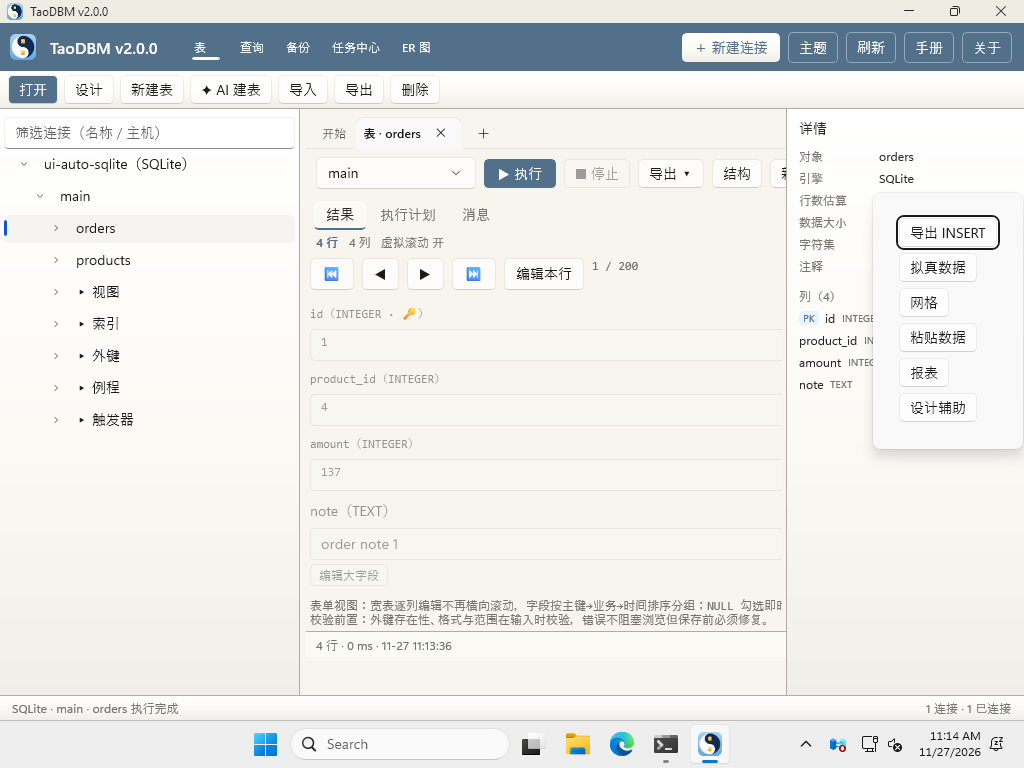 TaoDBM v2.0.0
TaoDBM v2.0.0
表
查询
备份
任务中心
ER 图
+ 新建连接
主题
刷新
手册
关于
打开
设计
新建表
✦ AI 建表
导入
导出
删除
筛选连接（名称 / 主机）
ui-auto-sqlite（SQLite）
main
orders
products
▸ 视图
▸ 索引
▸ 外键
▸ 例程
▸ 触发器
开始
表 · orders
main
▶ 执行
■ 停止
导出 ▾
结构
结果
执行计划
消息
4 行 4 列 虚拟滚动 开
⏮ ◀ ▶ ⏭ 编辑本行 1 / 200
id（INTEGER · 🔑）
1
product_id（INTEGER）
4
amount（INTEGER）
137
note（TEXT）
order note 1
编辑大字段
表单视图：宽表逐列编辑不再横向滚动，字段按主键→业务→时间排序分组；NULL 勾选即
校验前置：外键存在性、格式与范围在输入时校验，错误不阻塞浏览但保存前必须修复。
4 行 · 0 ms · 11-27 11:13:36
详情
对象 orders
引擎 SQLite
行数估算
数据大小
字符集
注释
列（4）
PK id INTEGE
product_id IN
amount INTEG
note TEXT
导出 INSERT
拟真数据
网格
粘贴数据
报表
设计辅助
SQLite · main · orders 执行完成
1 连接 · 1 已连接
Search
11:14 AM
11/27/2026